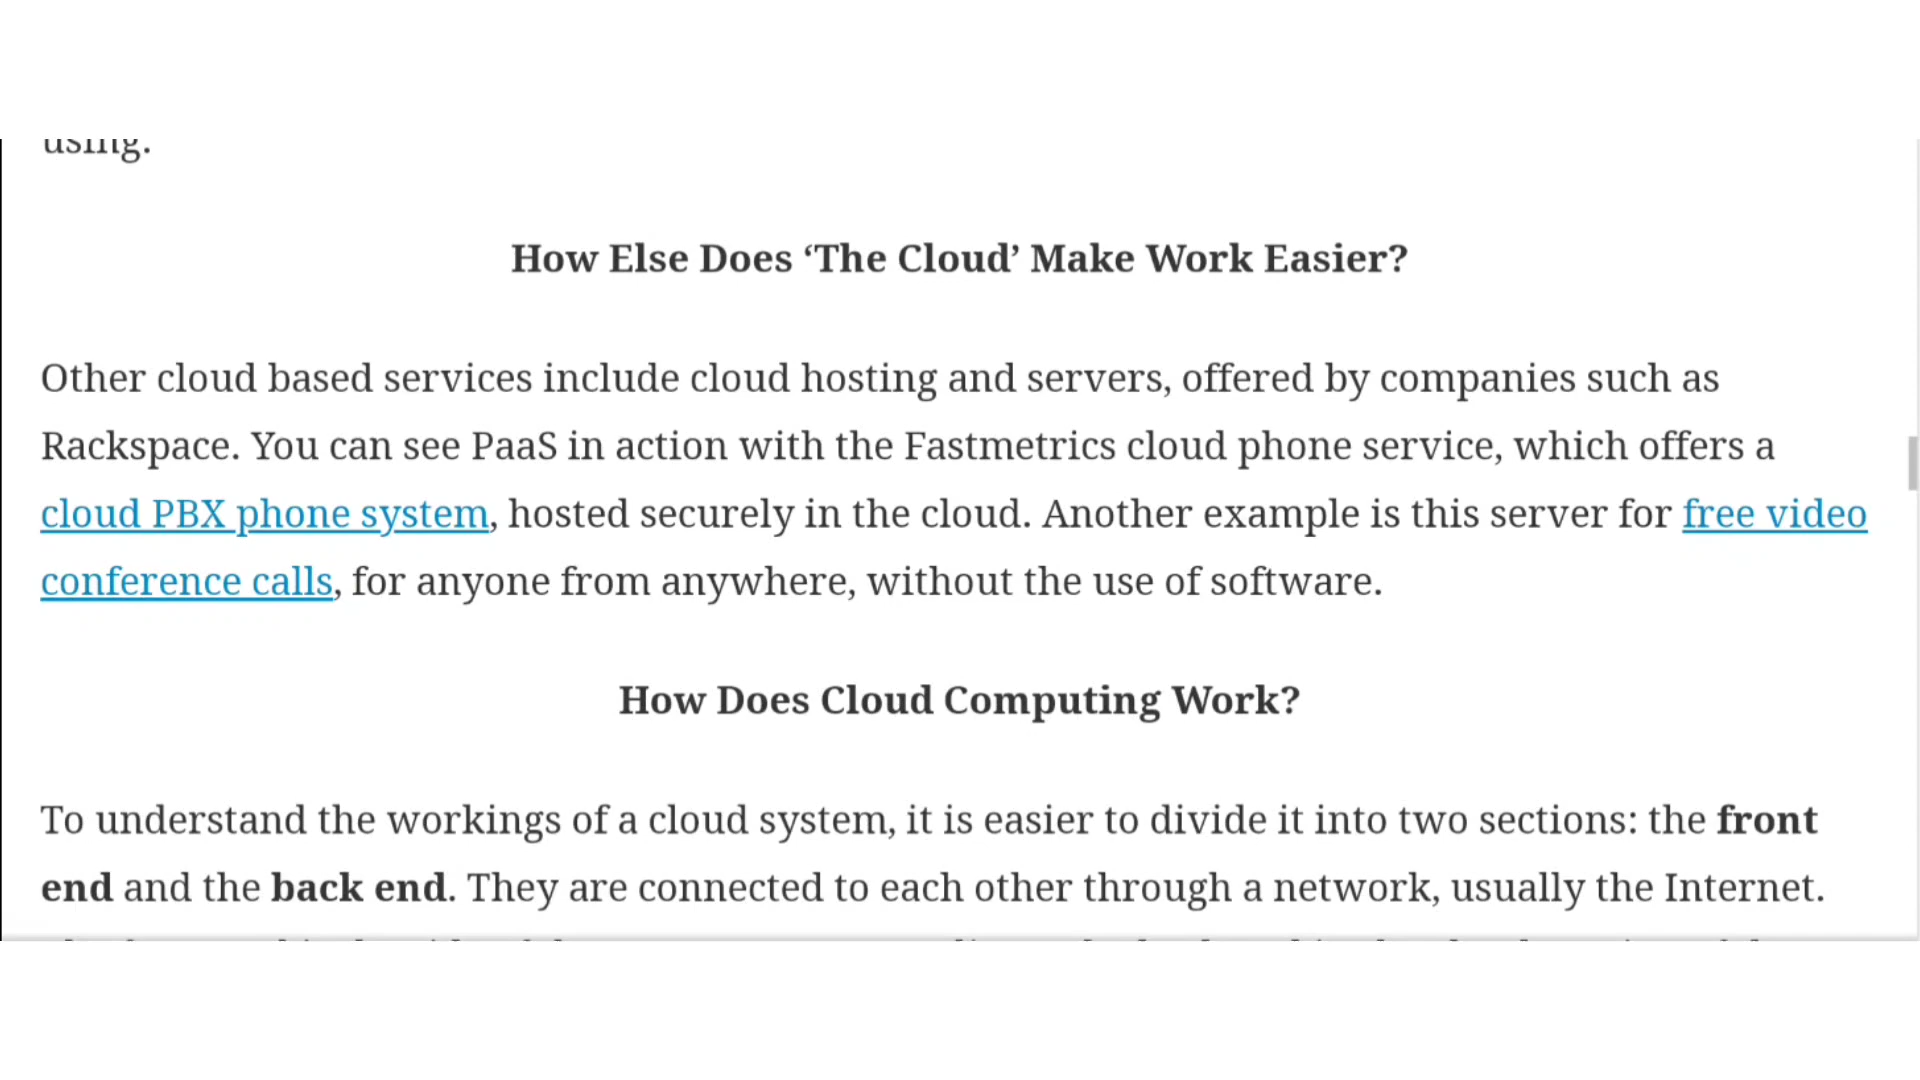 using.
How Else Does ‘The Cloud’ Make Work Easier?
Other cloud based services include cloud hosting and servers, offered by companies such as
Rackspace. You can see PaaS in action with the Fastmetrics cloud phone service, which offers a
cloud PBX phone system, hosted securely in the cloud. Another example is this server for free video
conference calls, for anyone from anywhere, without the use of software.
How Does Cloud Computing Work?
To understand the workings of a cloud system, it is easier to divide it into two sections: the front
end and the back end. They are connected to each other through a network, usually the Internet.